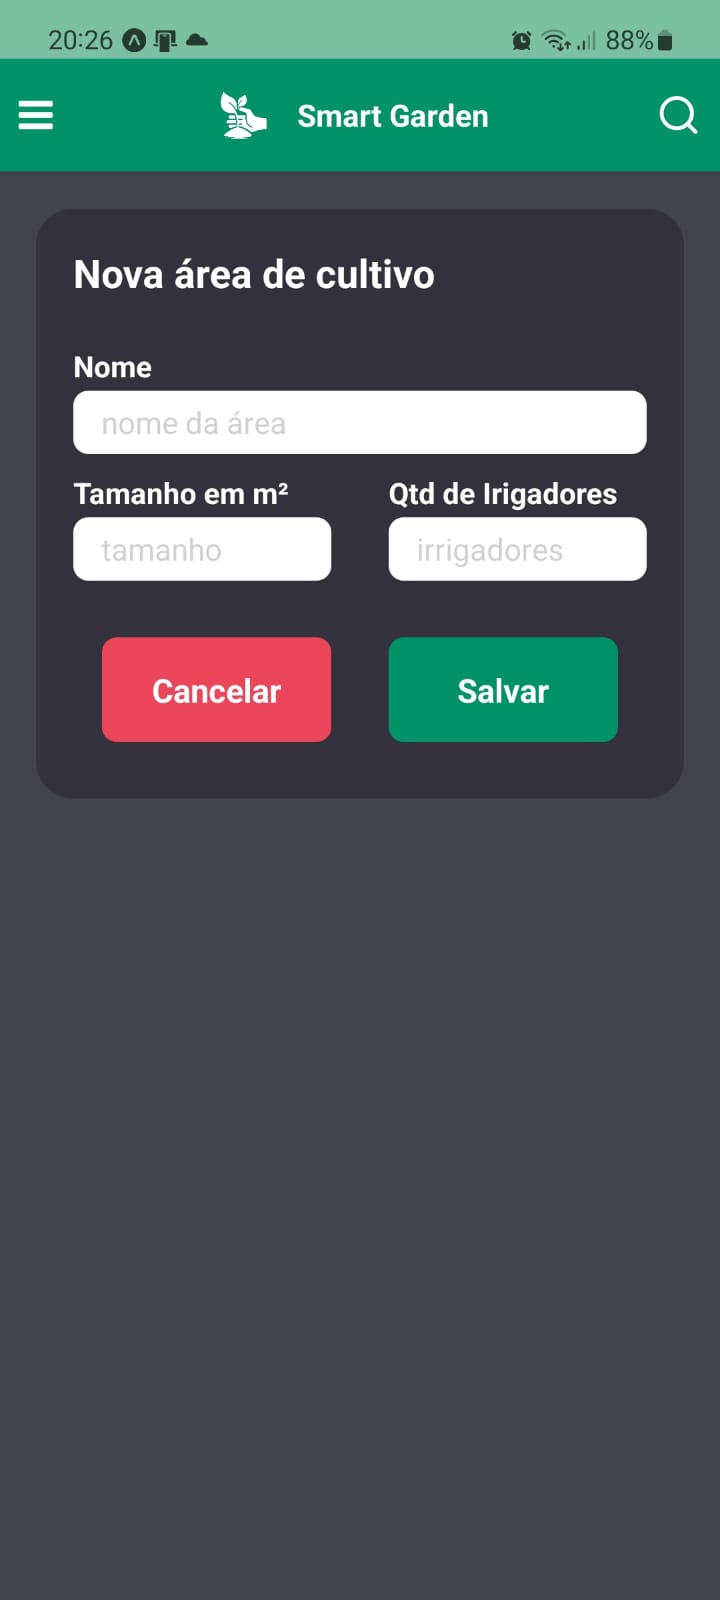 20:26 88%
Smart Garden
Nova área de cultivo
Nome
nome da área
Tamanho em m² Qtd de Irigadores
tamanho irrigadores
Cancelar Salvar